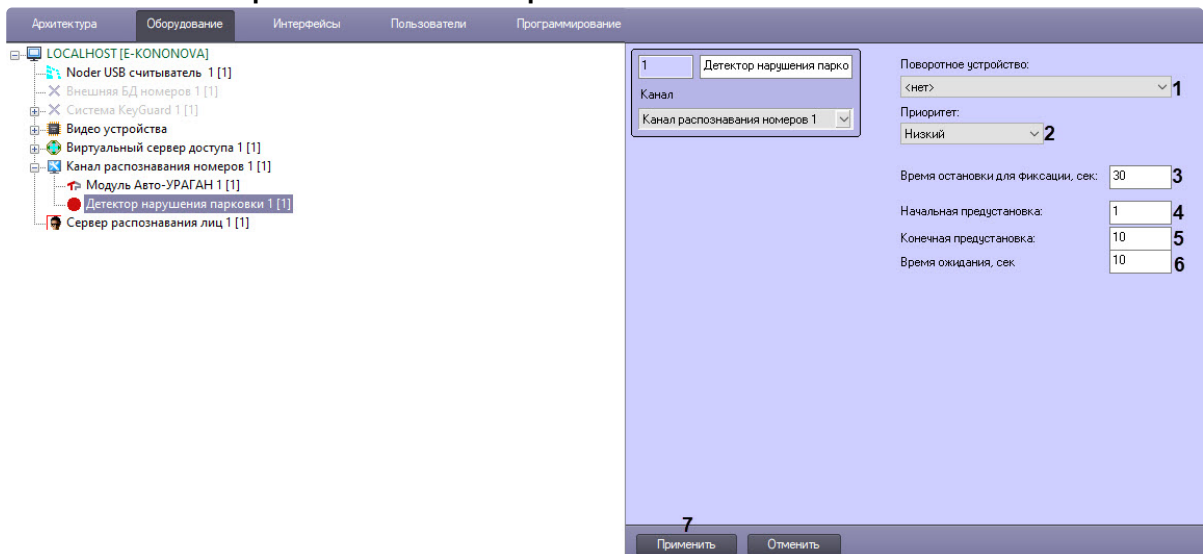 Архитектура Оборудование Интерфейсы Пользователи Программирование
LOCALHOST [E-KONONOVA]
Noder USB считыватель 1 [1]
Внешняя БД номеров 1 [1]
Система KeyGuard 1 [1]
Видео устройства
Виртуальный сервер доступа 1 [1]
Канал распознавания номеров 1 [1]
Модуль Авто-УРАГАН 1 [1]
Детектор нарушения парковки 1 [1]
Сервер распознавания лиц 1 [1]
1 Детектор нарушения парко
Канал
Канал распознавания номеров 1
Поворотное устройство:
<нет> 1
Приоритет:
Низкий 2
Время остановки для фиксации, сек: 30 3
Начальная предустановка: 1 4
Конечная предустановка: 10 5
Время ожидания, сек 10 6
7
Применить Отменить